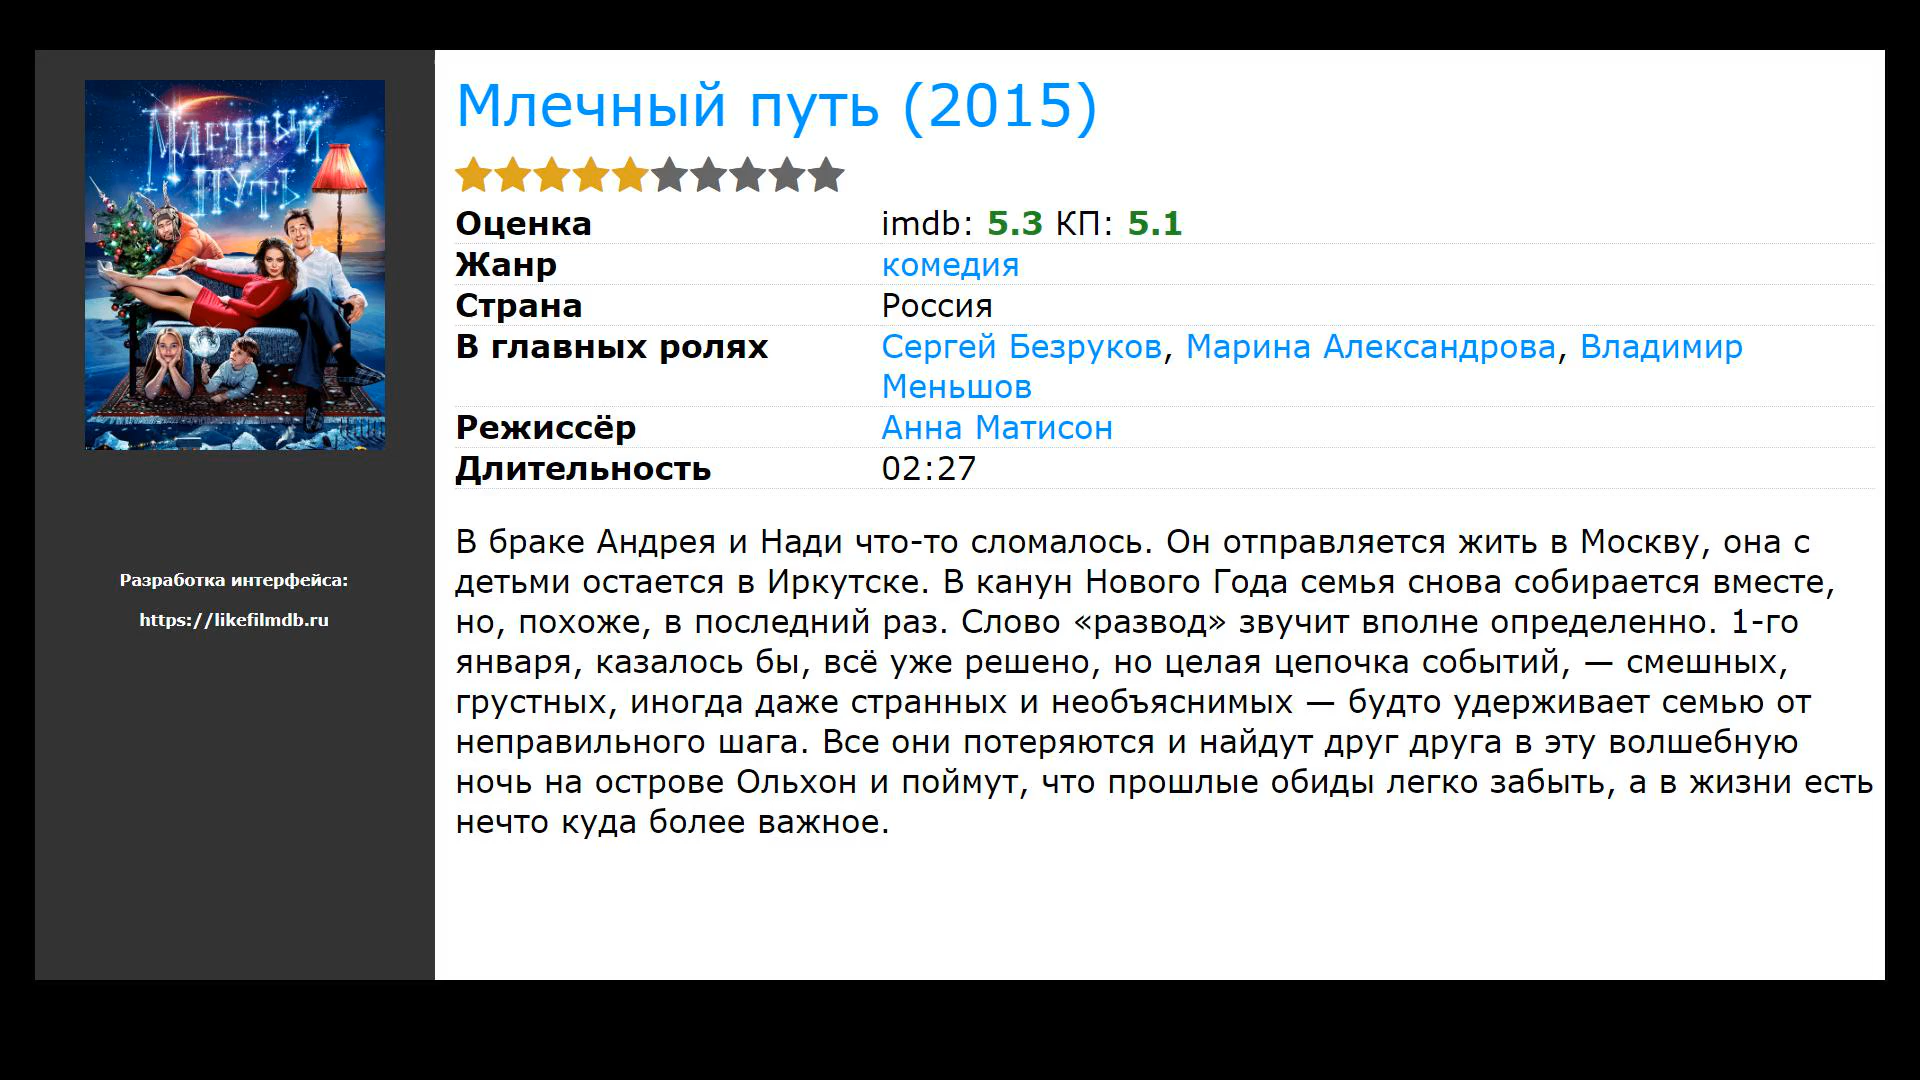 Млечный путь
Млечный путь (2015)
Оценка imdb: 5.3 КП: 5.1
Жанр комедия
Страна Россия
В главных ролях Сергей Безруков, Марина Александрова, Владимир
Меньшов
Режиссёр Анна Матисон
Длительность 02:27
Разработка интерфейса:
https://likefilmdb.ru
В браке Андрея и Нади что-то сломалось. Он отправляется жить в Москву, она с
детьми остается в Иркутске. В канун Нового Года семья снова собирается вместе,
но, похоже, в последний раз. Слово «развод» звучит вполне определенно. 1-го
января, казалось бы, всё уже решено, но целая цепочка событий, — смешных,
грустных, иногда даже странных и необъяснимых — будто удерживает семью от
неправильного шага. Все они потеряются и найдут друг друга в эту волшебную
ночь на острове Ольхон и поймут, что прошлые обиды легко забыть, а в жизни есть
нечто куда более важное.